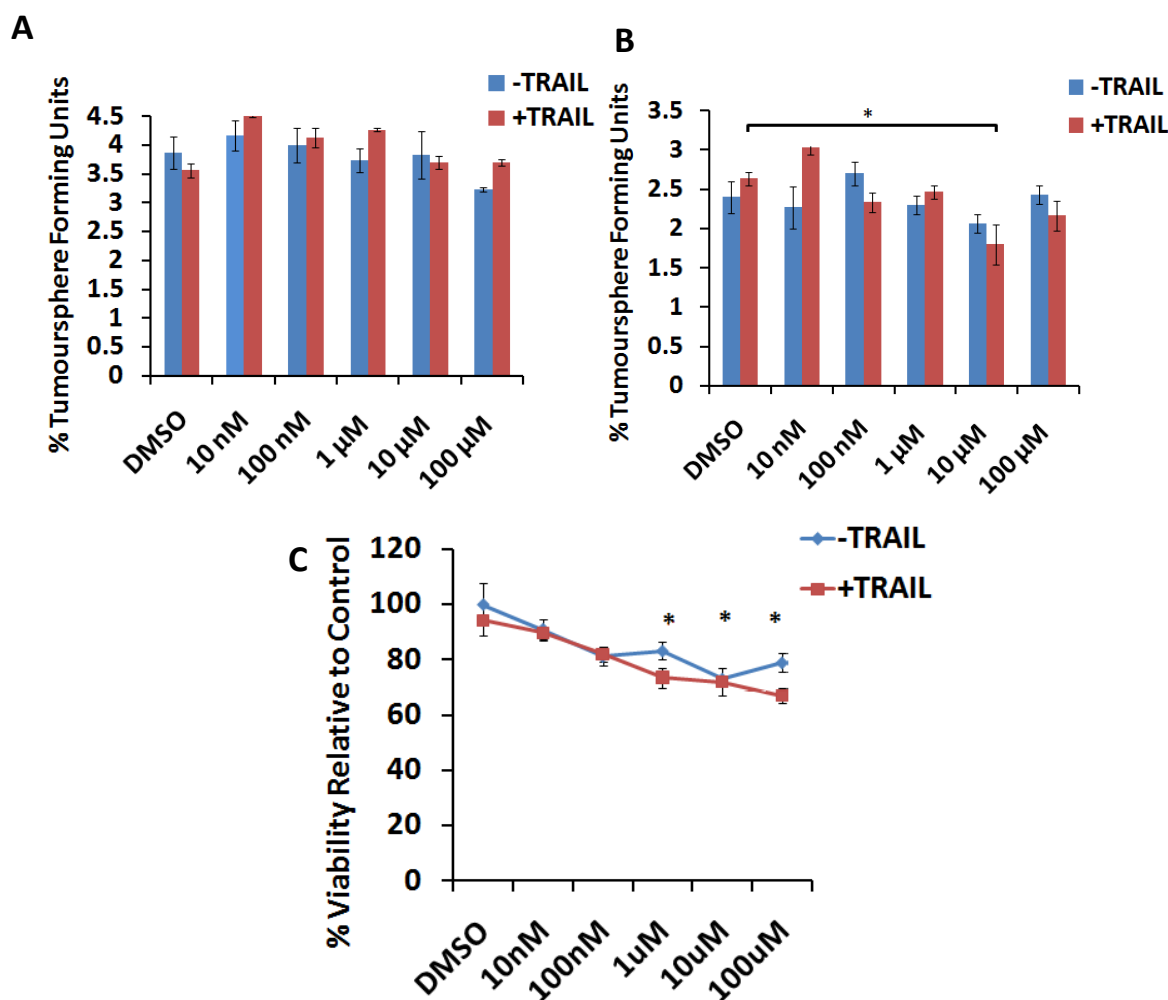 A
% Tumoursphere Forming Units
-TRAIL
+TRAIL
4.5
4
3.5
3
2.5
2
1.5
1
0.5
0
DMSO
10 nM
100 nM
1 µM
10 µM
100 µM
B
% Tumoursphere Forming Units
-TRAIL
+TRAIL
*
3.5
3
2.5
2
1.5
1
0.5
0
DMSO
10 nM
100 nM
1 µM
10 µM
100 µM
C
% Viability Relative to Control
-TRAIL
+TRAIL
* * *
120
100
80
60
40
20
0
DMSO
10nM
100nM
1uM
10uM
100uM